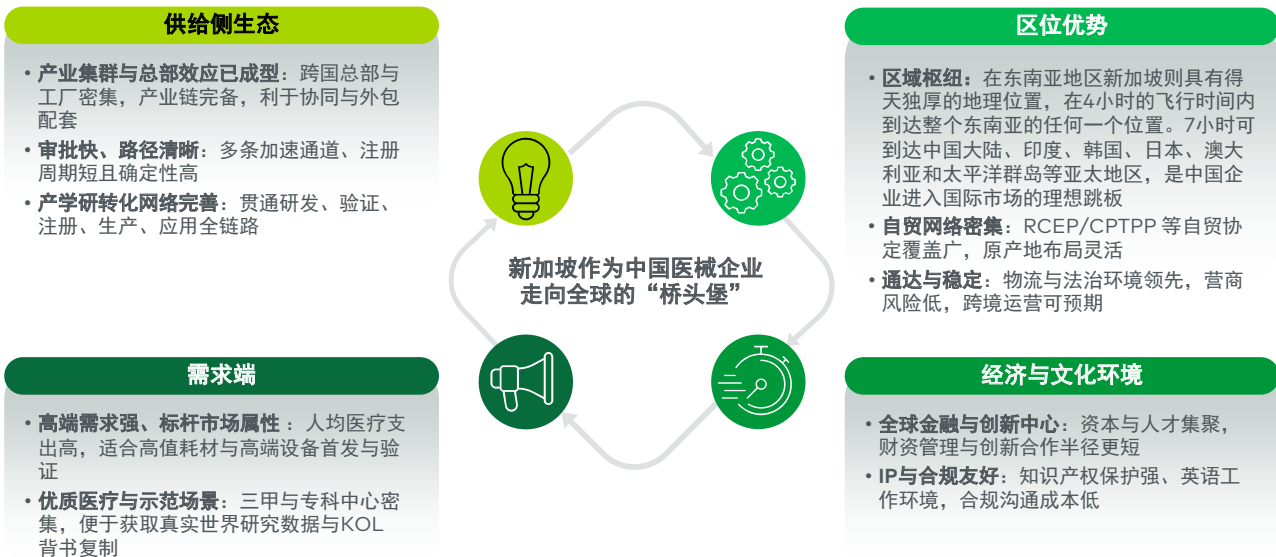 供给侧生态
• 产业集群与总部效应已成型：跨国总部与
工厂密集，产业链完备，利于协同与外包
配套
• 审批快、路径清晰：多条加速通道、注册
周期短且确定性高
• 产学研转化网络完善：贯通研发、验证、
注册、生产、应用全链路
区位优势
• 区域枢纽：在东南亚地区新加坡则具有得
天独厚的地理位置，在4小时的飞行时间内
到达整个东南亚的任何一个位置。7小时可
到达中国大陆、印度、韩国、日本、澳大
利亚和太平洋群岛等亚太地区，是中国企
业进入国际市场的理想跳板
• 自贸网络密集：RCEP/CPTPP 等自贸协
定覆盖广，原产地布局灵活
• 通达与稳定：物流与法治环境领先，营商
风险低，跨境运营可预期
新加坡作为中国医械企业
走向全球的“桥头堡”
需求端
• 高端需求强、标杆市场属性 ：人均医疗支
出高，适合高值耗材与高端设备首发与验
证
• 优质医疗与示范场景：三甲与专科中心密
集，便于获取真实世界研究数据与KOL
背书复制
经济与文化环境
• 全球金融与创新中心：资本与人才集聚，
财资管理与创新合作半径更短
• IP与合规友好：知识产权保护强、英语工
作环境，合规沟通成本低